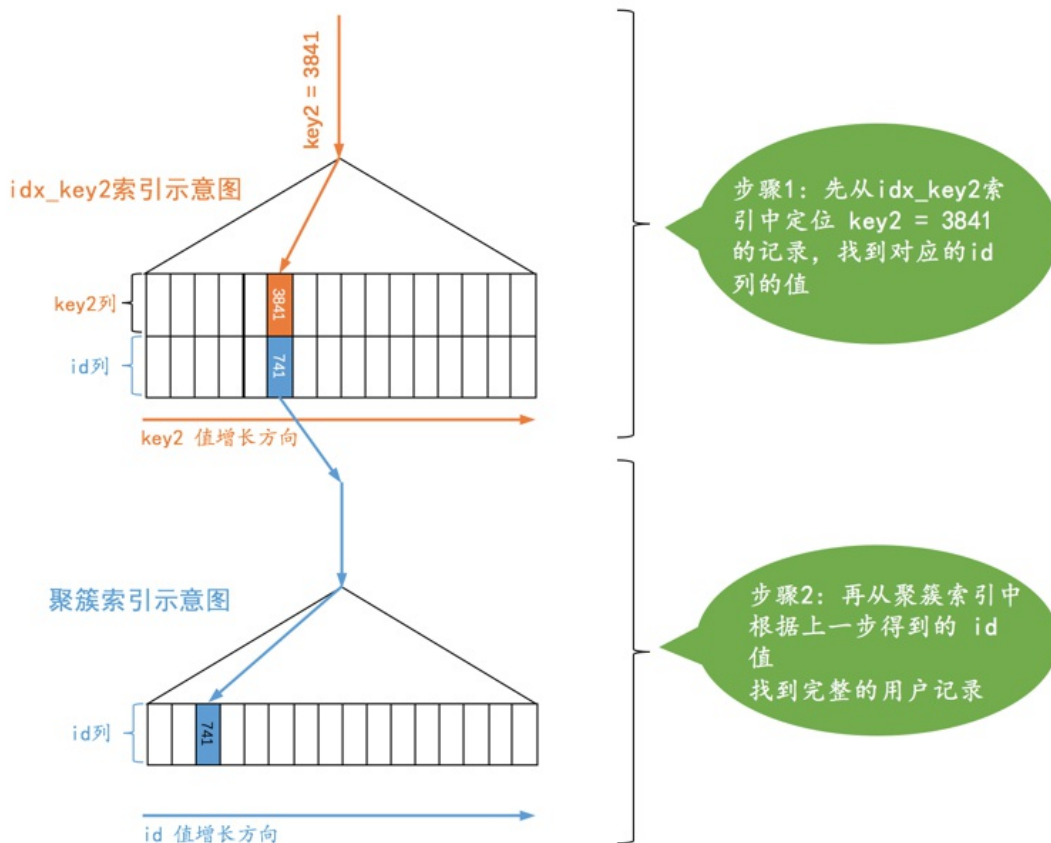 key2 = 3841
idx_key2索引示意图
key2列
3841
id列
741
key2 值增长方向
步骤1：先从idx_key2索
引中定位 key2 = 3841
的记录，找到对应的id
列的值
聚簇索引示意图
id列
741
id 值增长方向
步骤2：再从聚簇索引中
根据上一步得到的 id
值
找到完整的用户记录